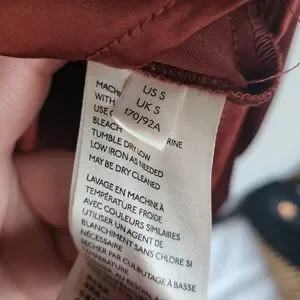 US S
UK S
170/92A
MACH
WITH
USE
RINE
BLEACH
TUMBLE DRY LOW
LOW IRON AS NEEDED
MAY BE DRY CLEANED
LAVAGE EN MACHINE À
TEMPÉRATURE FROIDE
AVEC COULEURS SIMILAIRES
UTILISER UN AGENT DE
BLANCHIMENT SANS CHLORE SI
NÉCESSAIRE
SÉCHER PAR CULBUTAGE À BASSE
TEMPÉRATURE